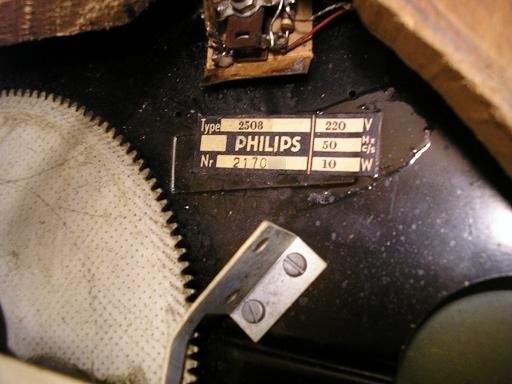 Type 2508 220 V
PHILIPS 50 Hz c/s
Nr 2170 10 W